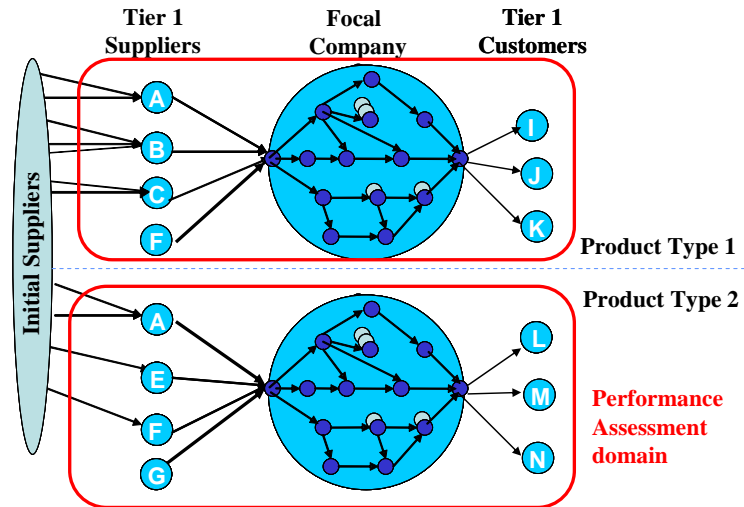 Tier 1
Suppliers
Focal
Company
Tier 1
Customers
Initial Suppliers
A
B
C
F
I
J
K
Product Type 1
Product Type 2
A
E
F
G
L
M
N
Performance
Assessment
domain